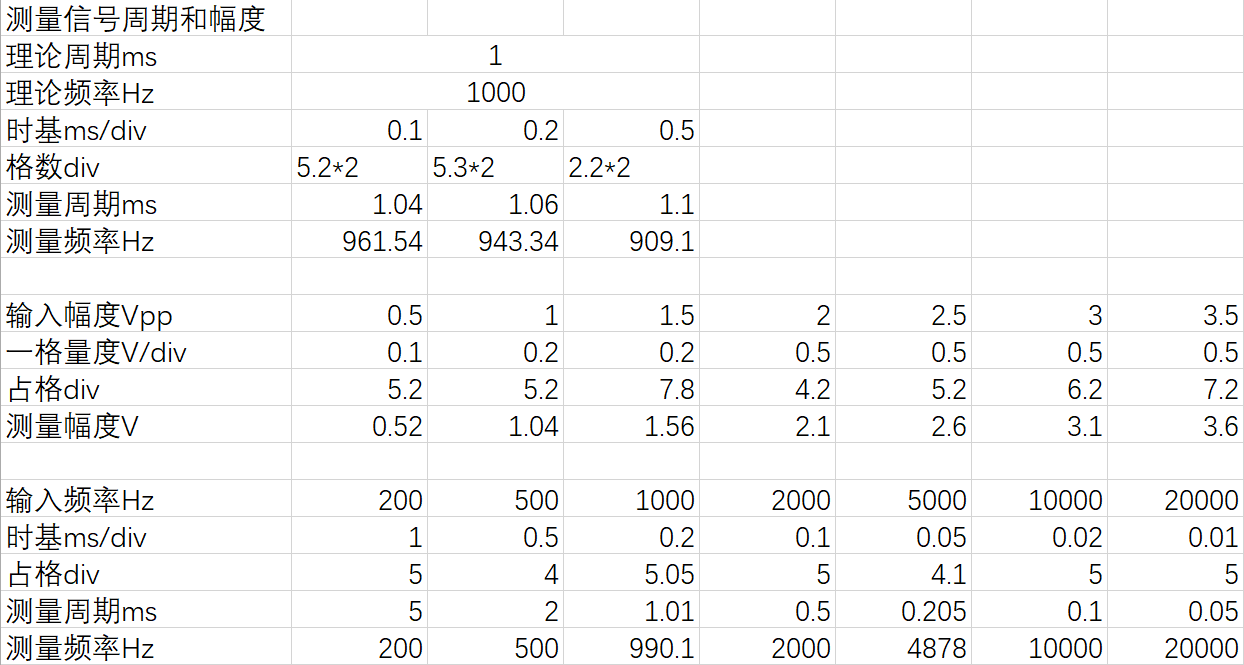 测量信号周期和幅度
理论周期ms 1
理论频率Hz 1000
时基ms/div 0.1 0.2 0.5
格数div 5.2*2 5.3*2 2.2*2
测量周期ms 1.04 1.06 1.1
测量频率Hz 961.54 943.34 909.1
输入幅度Vpp 0.5 1 1.5 2 2.5 3 3.5
一格量度V/div 0.1 0.2 0.2 0.5 0.5 0.5 0.5
占格div 5.2 5.2 7.8 4.2 5.2 6.2 7.2
测量幅度V 0.52 1.04 1.56 2.1 2.6 3.1 3.6
输入频率Hz 200 500 1000 2000 5000 10000 20000
时基ms/div 1 0.5 0.2 0.1 0.05 0.02 0.01
占格div 5 4 5.05 5 4.1 5 5
测量周期ms 5 2 1.01 0.5 0.205 0.1 0.05
测量频率Hz 200 500 990.1 2000 4878 10000 20000